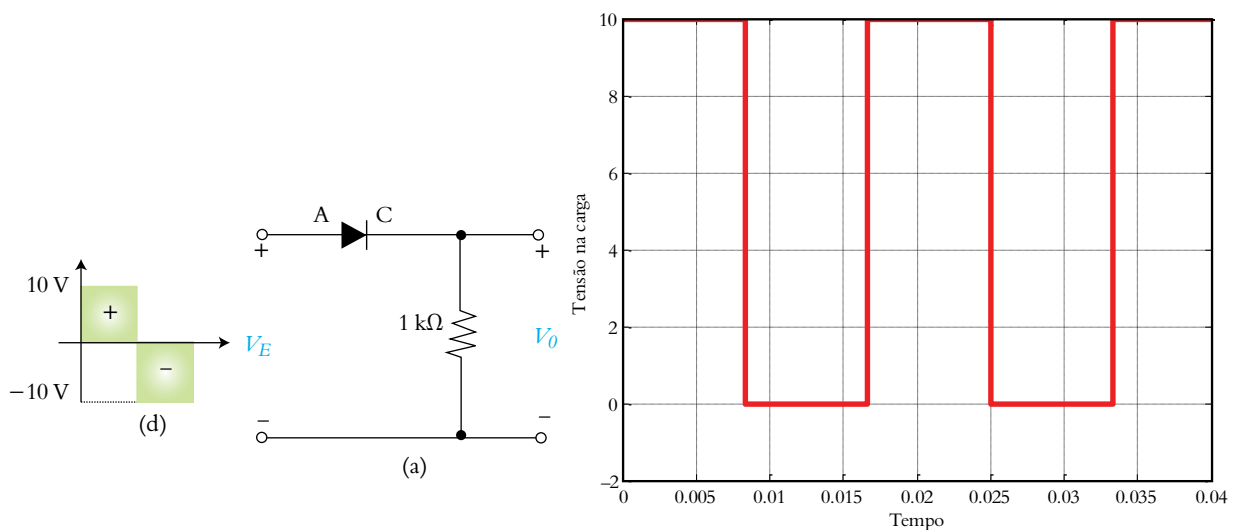 10 V
+
V_E
−
−10 V
(d)
A C
+ +
1 kΩ
V_0
− −
(a)
Tensão na carga
10
8
6
4
2
0
−2
0 0.005 0.01 0.015 0.02 0.025 0.03 0.035 0.04
Tempo